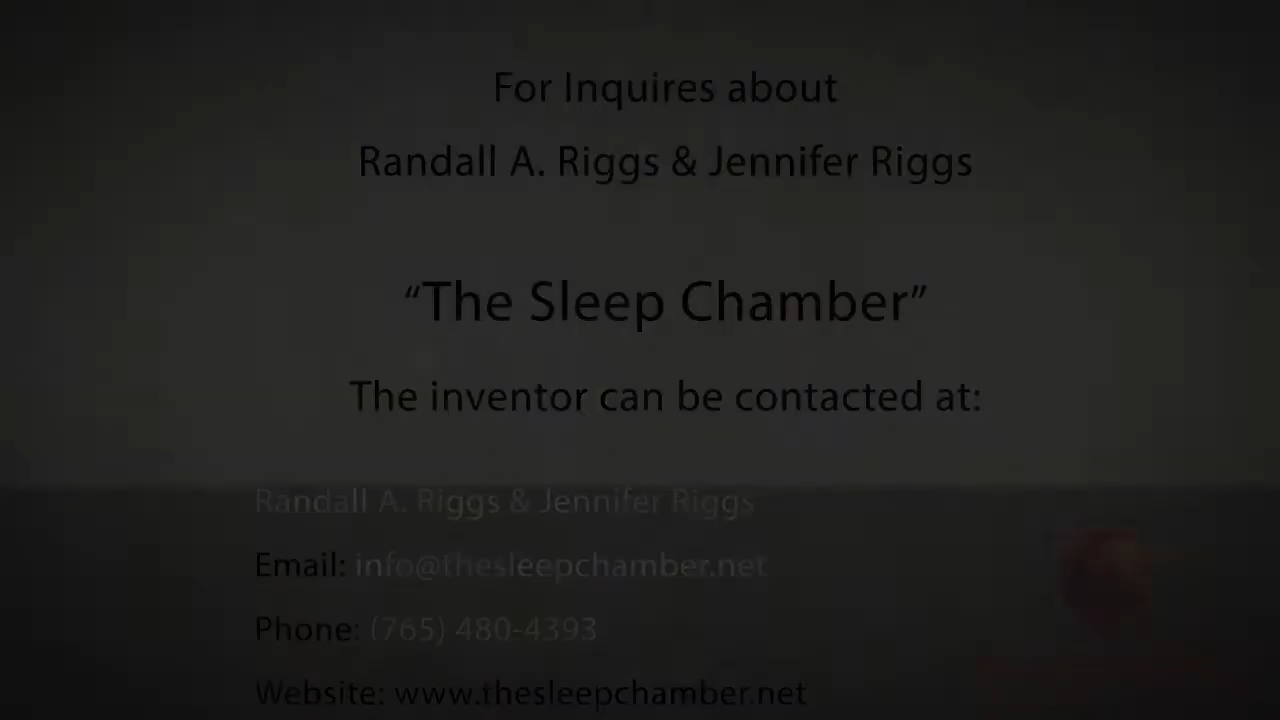 For Inquires about
Randall A. Riggs & Jennifer Riggs
“The Sleep Chamber”
The inventor can be contacted at:
Randall A. Riggs & Jennifer Riggs
Email: info@thesleepchamber.net
Phone: (765) 480-4393
Website: www.thesleepchamber.net